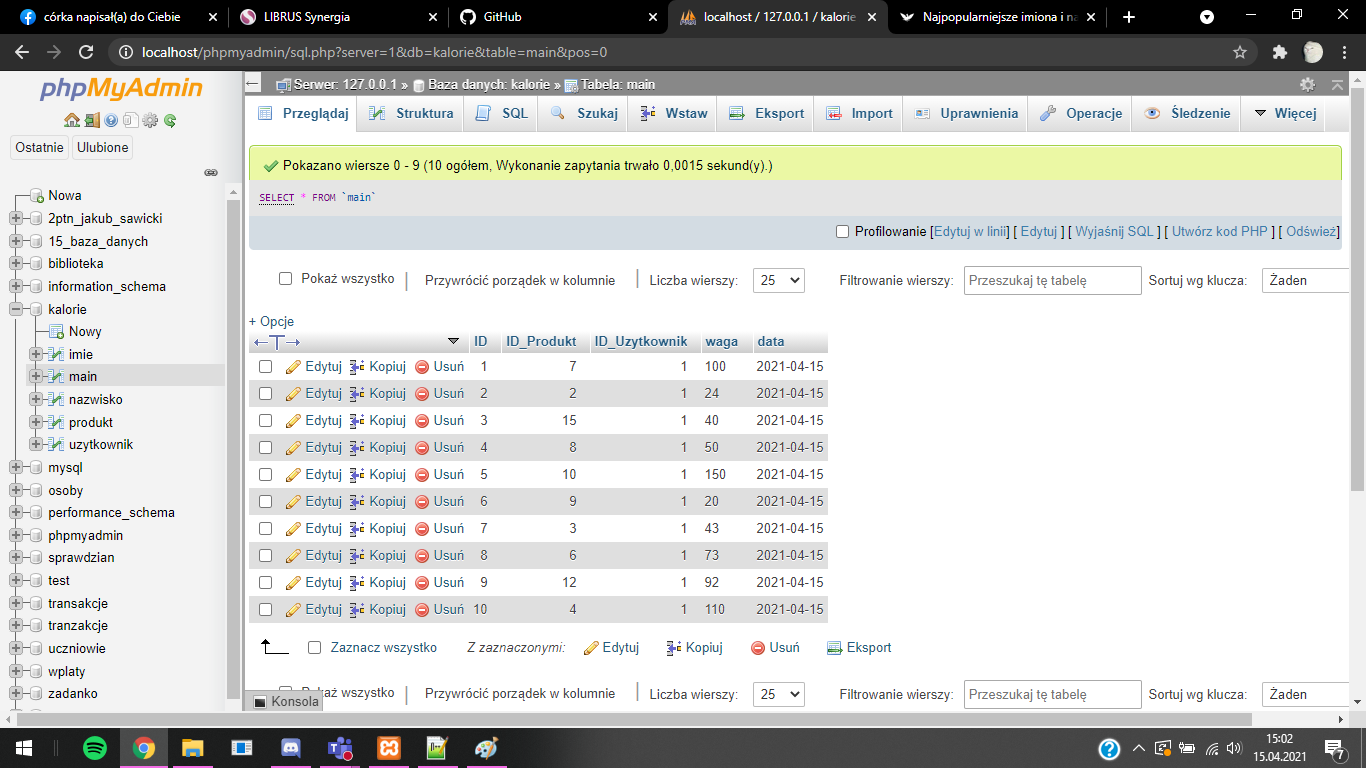 córka napisał(a) do Ciebie
LIBRUS Synergia
GitHub
localhost / 127.0.0.1 / kalorie
Najpopularniejsze imiona i na
localhost/phpmyadmin/sql.php?server=1&db=kalorie&table=main&pos=0
phpMyAdmin
Ostatnie Ulubione
Nowa
2ptn_jakub_sawicki
15_baza_danych
biblioteka
information_schema
kalorie
Nowy
imie
main
nazwisko
produkt
uzytkownik
mysql
osoby
performance_schema
phpmyadmin
sprawdzian
test
transakcje
tranzakcje
uczniowie
wplaty
zadanko
Serwer: 127.0.0.1 » Baza danych: kalorie » Tabela: main
Przeglądaj Struktura SQL Szukaj Wstaw Eksport Import Uprawnienia Operacje Śledzenie Więcej
Pokazano wiersze 0 - 9 (10 ogółem, Wykonanie zapytania trwało 0,0015 sekund(y).)
SELECT * FROM `main`
Profilowanie [Edytuj w linii] [ Edytuj ] [ Wyjaśnij SQL ] [ Utwórz kod PHP ] [ Odśwież]
Pokaż wszystko | Przywrócić porządek w kolumnie | Liczba wierszy: 25 Filtrowanie wierszy: Przeszukaj tę tabelę Sortuj wg klucza: Żaden
+ Opcje
←T→ ID ID_Produkt ID_Uzytkownik waga data
Edytuj Kopiuj Usuń 1 7 1 100 2021-04-15
Edytuj Kopiuj Usuń 2 2 1 24 2021-04-15
Edytuj Kopiuj Usuń 3 15 1 40 2021-04-15
Edytuj Kopiuj Usuń 4 8 1 50 2021-04-15
Edytuj Kopiuj Usuń 5 10 1 150 2021-04-15
Edytuj Kopiuj Usuń 6 9 1 20 2021-04-15
Edytuj Kopiuj Usuń 7 3 1 43 2021-04-15
Edytuj Kopiuj Usuń 8 6 1 73 2021-04-15
Edytuj Kopiuj Usuń 9 12 1 92 2021-04-15
Edytuj Kopiuj Usuń 10 4 1 110 2021-04-15
Zaznacz wszystko Z zaznaczonymi: Edytuj Kopiuj Usuń Eksport
Pokaż wszystko | Przywrócić porządek w kolumnie | Liczba wierszy: 25 Filtrowanie wierszy: Przeszukaj tę tabelę Sortuj wg klucza: Żaden
Konsola
15:02
15.04.2021
7